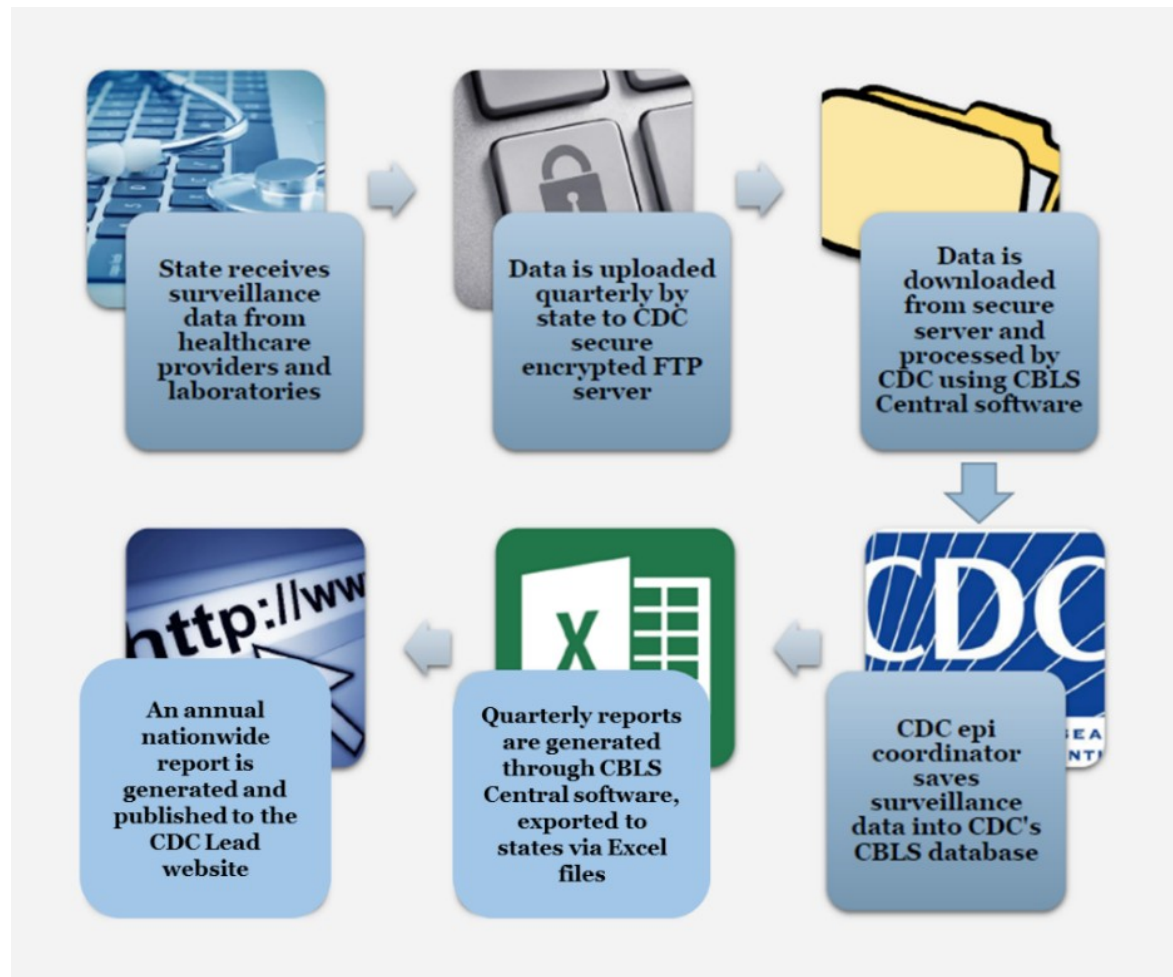 State receives
surveillance
data from
healthcare
providers and
laboratories
Data is uploaded
quarterly by
state to CDC
secure
encrypted FTP
server
Data is
downloaded
from secure
server and
processed by
CDC using CBLS
Central software
http://ww
An annual
nationwide
report is
generated and
published to the
CDC Lead
website
X
Quarterly reports
are generated
through CBLS
Central software,
exported to
states via Excel
files
CDC
CDC epi
coordinator
saves
surveillance
data into CDC's
CBLS database